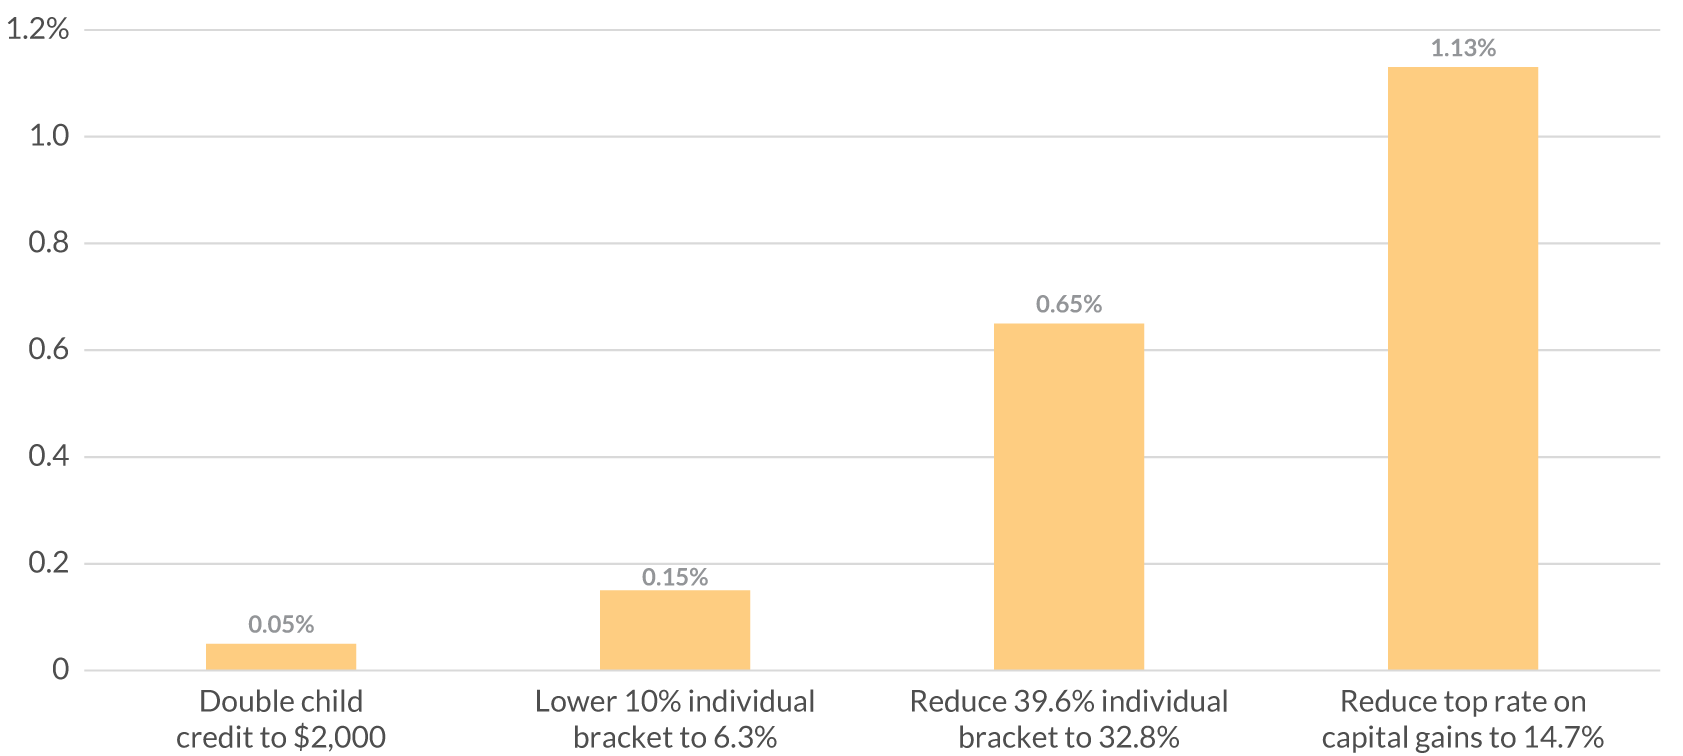 1.2%
1.13%
1.0
0.8
0.65%
0.6
0.4
0.2
0.15%
0.05%
0
Double child
credit to $2,000
Lower 10% individual
bracket to 6.3%
Reduce 39.6% individual
bracket to 32.8%
Reduce top rate on
capital gains to 14.7%